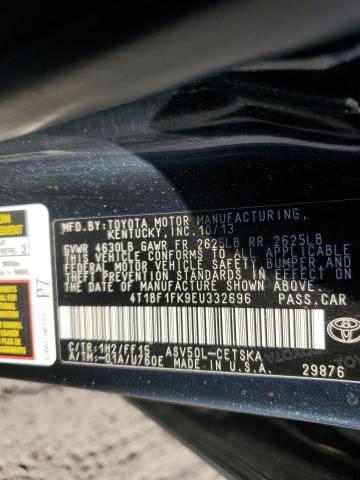 MFD.BY:TOYOTA MOTOR MANUFACTURING,
KENTUCKY, INC. 10/13
GVWR 4630LB GAWR FR 2625LB RR 2625LB
THIS VEHICLE CONFORMS TO ALL APPLICABLE
FEDERAL MOTOR VEHICLE SAFETY, BUMPER, AND
THEFT PREVENTION STANDARDS IN EFFECT ON
THE DATE OF MANUFACTURE SHOWN ABOVE.
4T1BF1FK9EU332696 PASS.CAR
C/TR:1H2/FF15 ASV50L-CETSKA
A/TM:-03A/U760E MADE IN U.S.A.
29876
P7
3